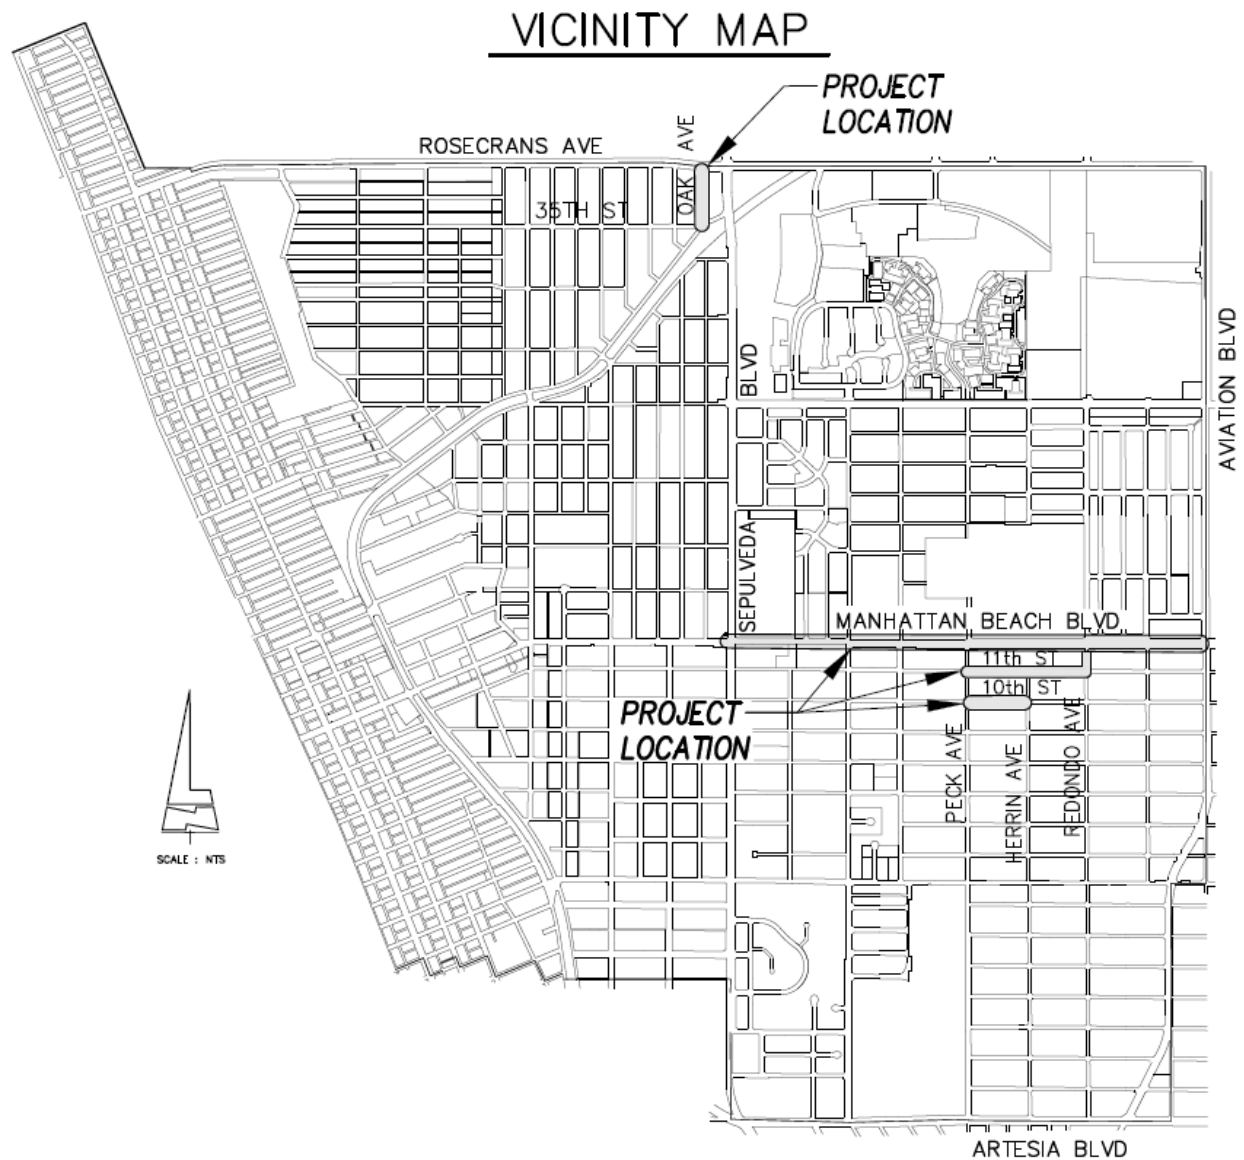 VICINITY MAP
PROJECT
LOCATION
ROSECRANS AVE
OAK AVE
35TH ST
SEPULVEDA BLVD
AVIATION BLVD
MANHATTAN BEACH BLVD
11th ST
10th ST
PROJECT
LOCATION
PECK AVE
HERRIN AVE
REDONDO AVE
SCALE : NTS
ARTESIA BLVD